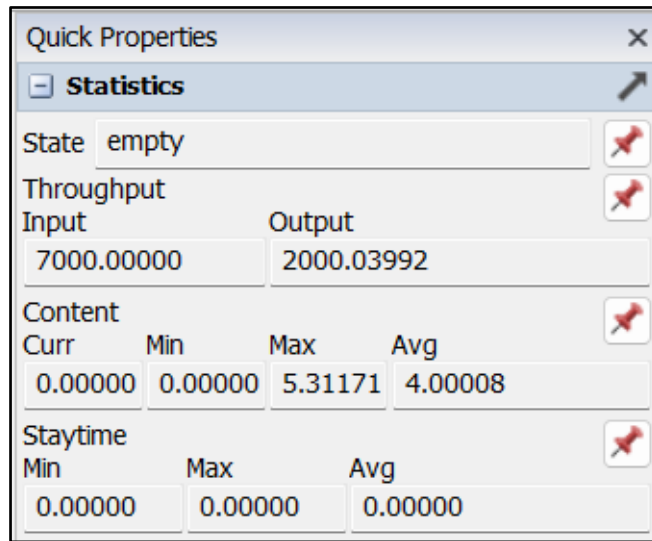 Quick Properties
Statistics
State empty
Throughput
Input Output
7000.00000 2000.03992
Content
Curr Min Max Avg
0.00000 0.00000 5.31171 4.00008
Staytime
Min Max Avg
0.00000 0.00000 0.00000